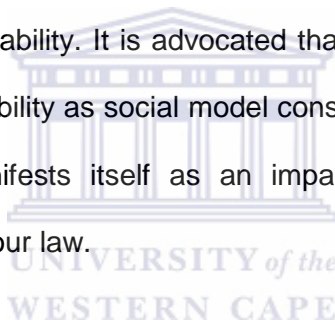 ability. It is advocated tha
bility as social model cons
nifests itself as an impa
our law.
UNIVERSITY of the
WESTERN CAPE